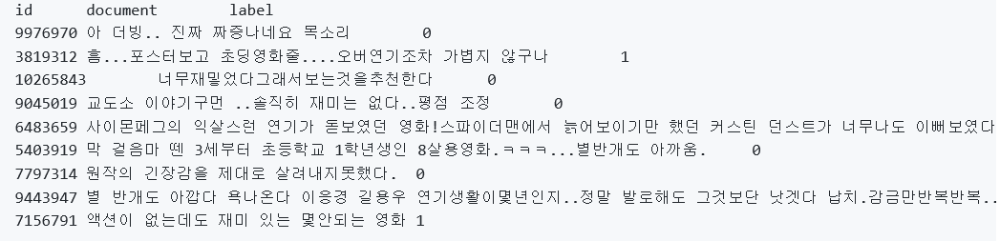 id document label
9976970 아 더빙.. 진짜 짜증나네요 목소리 0
3819312 흠...포스터보고 초딩영화줄....오버연기조차 가볍지 않구나 1
10265843 너무재밓었다그래서보는것을추천한다 0
9045019 교도소 이야기구먼 ..솔직히 재미는 없다..평점 조정 0
6483659 사이몬페그의 익살스런 연기가 돋보였던 영화!스파이더맨에서 늙어보이기만 했던 커스틴 던스트가 너무나도 이뻐보였다
5403919 막 걸음마 뗀 3세부터 초등학교 1학년생인 8살용영화.ㅋㅋㅋ...별반개도 아까움. 0
7797314 원작의 긴장감을 제대로 살려내지못했다. 0
9443947 별 반개도 아깝다 욕나온다 이응경 길용우 연기생활이몇년인지..정말 발로해도 그것보단 낫겟다 납치.감금만반복반복..
7156791 액션이 없는데도 재미 있는 몇안되는 영화 1